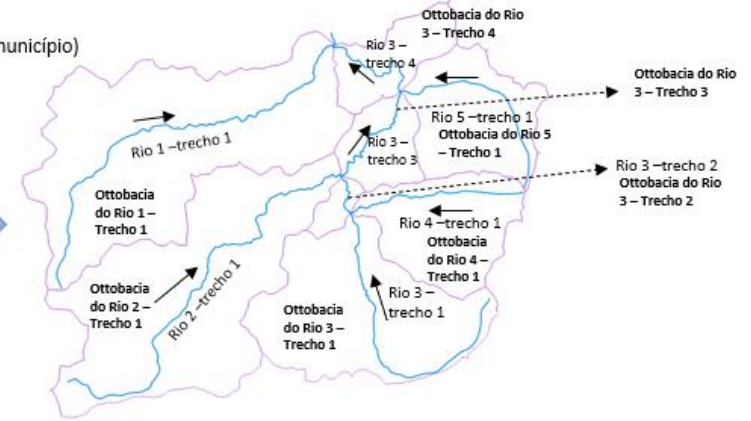 município)
Ottobacia do Rio
3 – Trecho 4
Rio 3 –
trecho 4
Ottobacia do Rio
3 – Trecho 3
Rio 5 –trecho 1
Ottobacia do Rio 5
– Trecho 1
Rio 1 –trecho 1
Rio 3 –
trecho 3
Rio 3 –trecho 2
Ottobacia do Rio
3 – Trecho 2
Ottobacia
do Rio 1 –
Trecho 1
Rio 4 –trecho 1
Ottobacia
do Rio 4 –
Trecho 1
Ottobacia
do Rio 2 –
Trecho 1
Rio 2 –trecho 1
Rio 3 –
trecho 1
Ottobacia
do Rio 3 –
Trecho 1